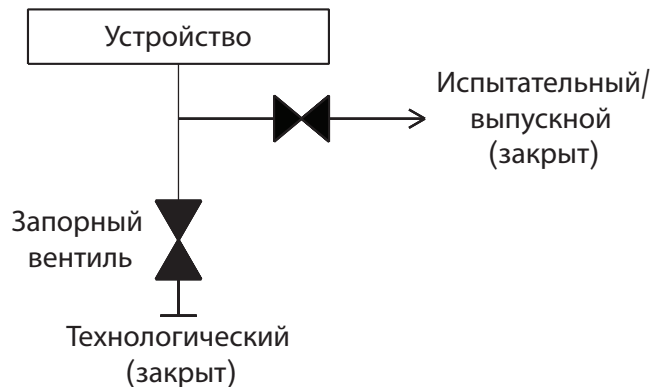 Устройство
Испытательный/
выпускной
(закрыт)
Запорный
вентиль
Технологический
(закрыт)